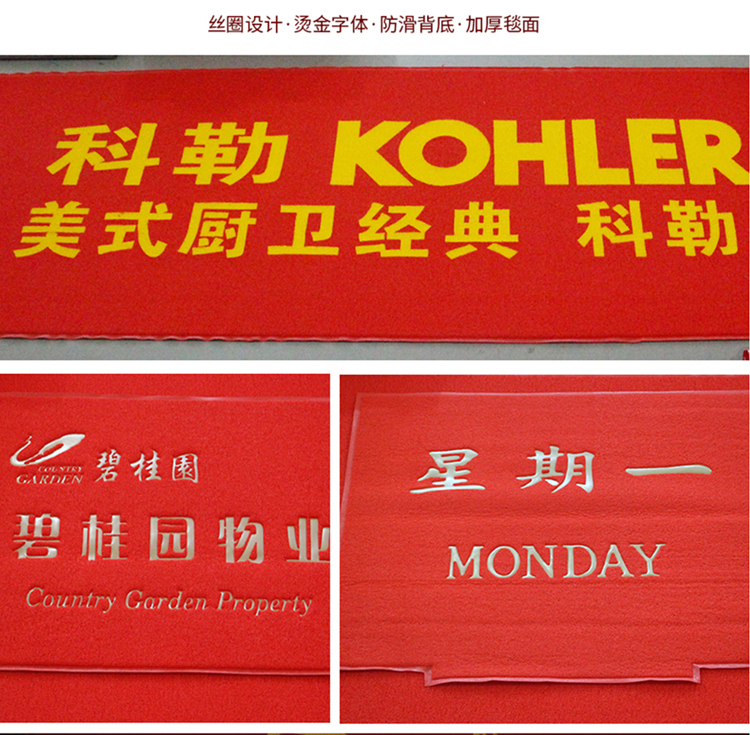 丝圈设计·烫金字体·防滑背底·加厚毯面
科勒 KOHLER
美式厨卫经典 科勒
COUNTRY
GARDEN
碧桂園
碧桂园物业
Country Garden Property
星期一
MONDAY